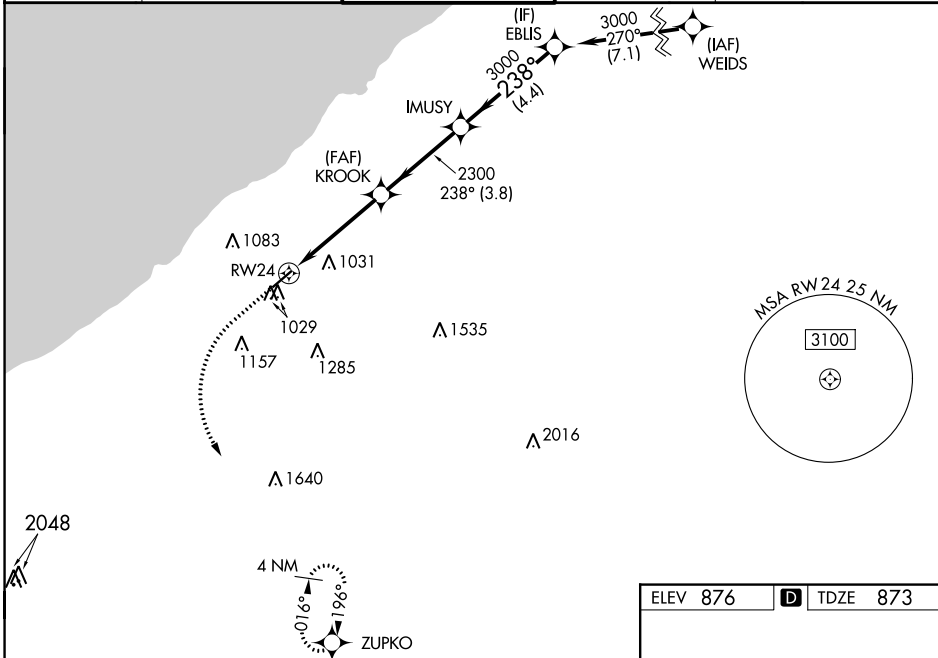 (IF)
EBLIS
3000
270°
(7.1)
(IAF)
WEIDS
3000
238°
(4.4)
IMUSY
(FAF)
KROOK
2300
238° (3.8)
1083
RW24
1031
1029
1535
1157
1285
MSA RW 24 25 NM
3100
2016
1640
2048
4 NM
016°
196°
ZUPKO
ELEV 876 D TDZE 873